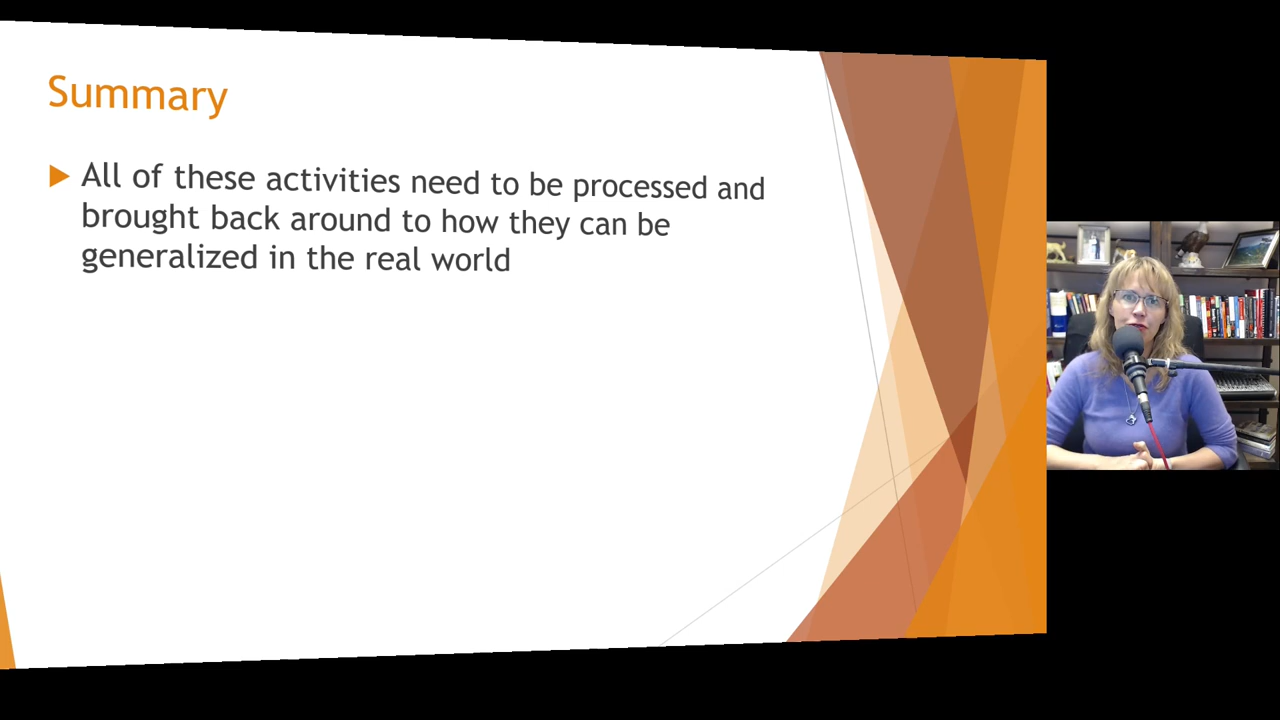 Summary
All of these activities need to be processed and
brought back around to how they can be
generalized in the real world